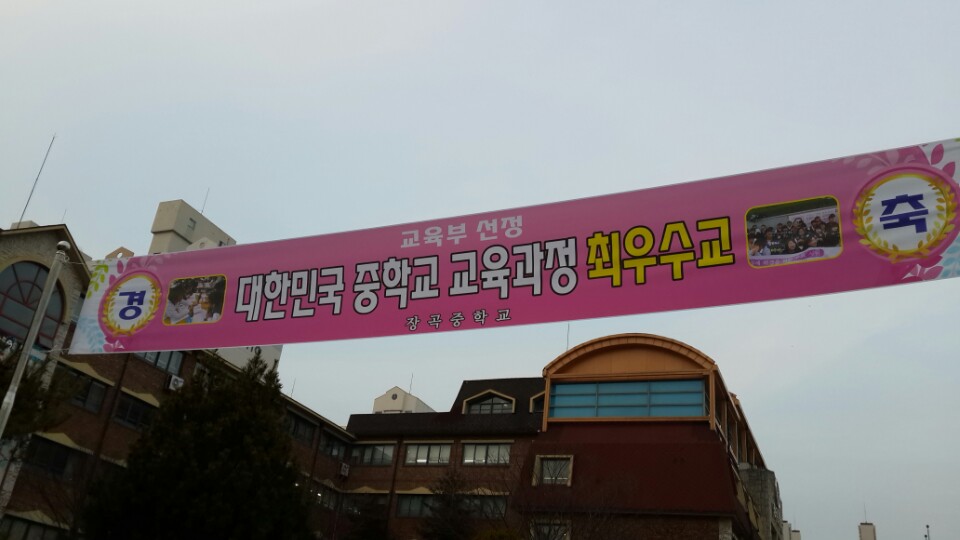 교육부 선정
경 대한민국 중학교 교육과정 최우수교 축
장곡중학교